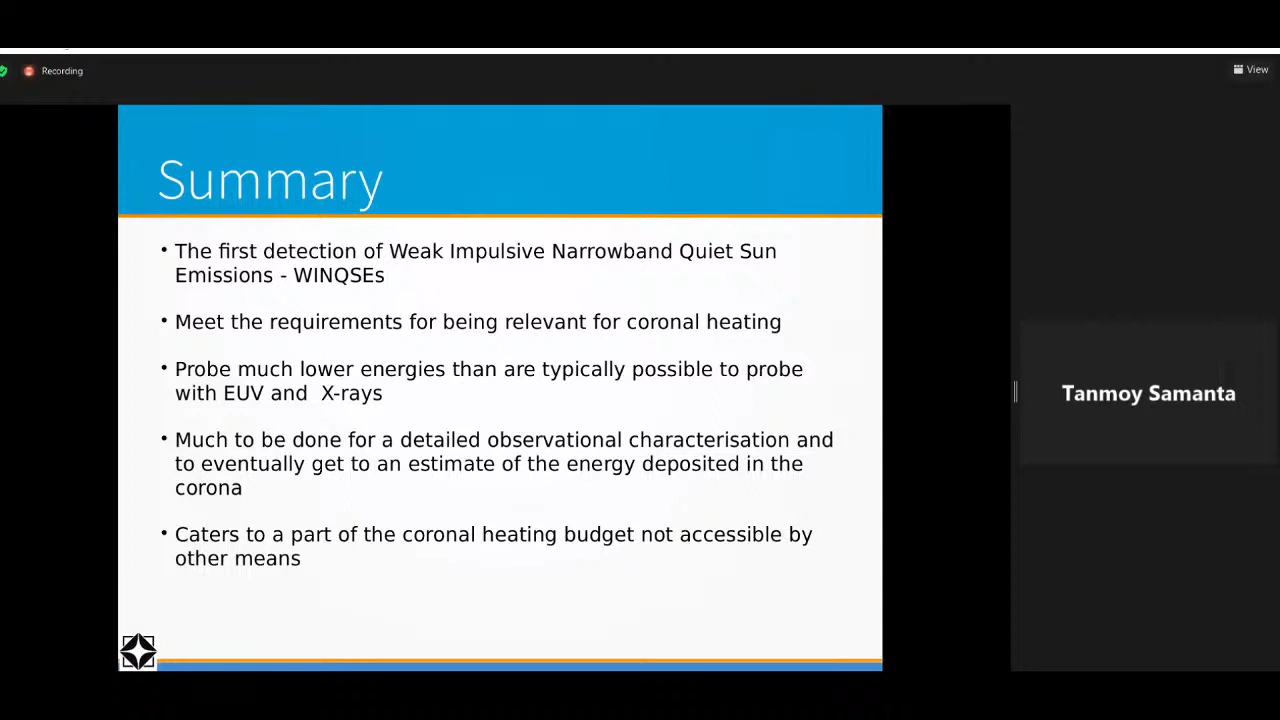 Recording
View
Summary
• The first detection of Weak Impulsive Narrowband Quiet Sun
Emissions - WINQSEs
• Meet the requirements for being relevant for coronal heating
• Probe much lower energies than are typically possible to probe
with EUV and  X-rays
• Much to be done for a detailed observational characterisation and
to eventually get to an estimate of the energy deposited in the
corona
• Caters to a part of the coronal heating budget not accessible by
other means
Tanmoy Samanta